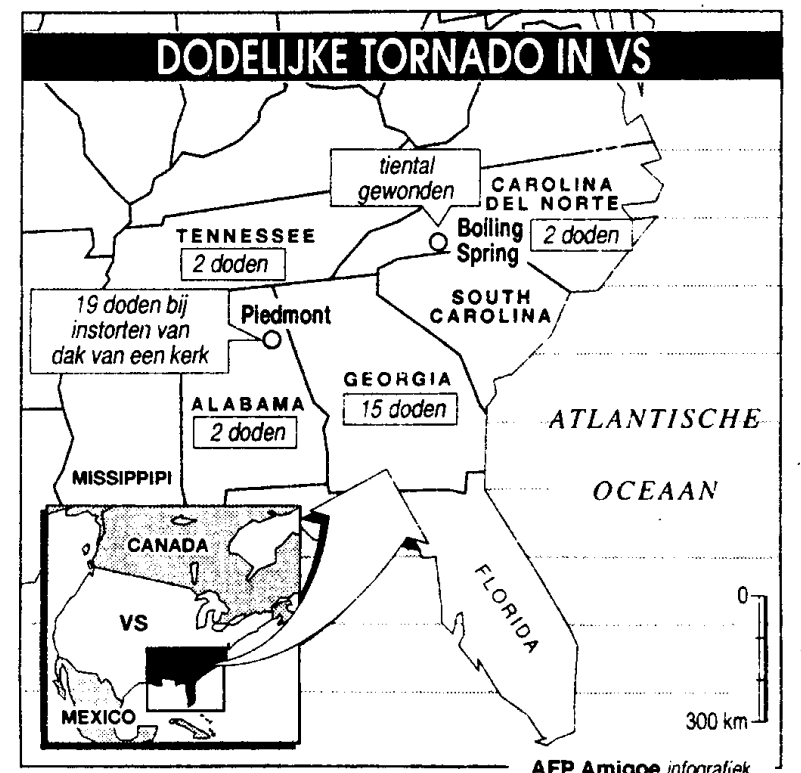 DODELIJKE TORNADO IN VS
tiental
gewonden
CAROLINA
DEL NORTE
TENNESSEE
2 doden
Boiling
Spring
2 doden
19 doden bij
instorten van
dak van een kerk
Piedmont
SOUTH
CAROLINA
GEORGIA
15 doden
ALABAMA
2 doden
ATLANTISCHE
OCEAAN
MISSIPPIPI
CANADA
VS
MEXICO
FLORIDA
0
300 km
AFP Amigoe infografiek